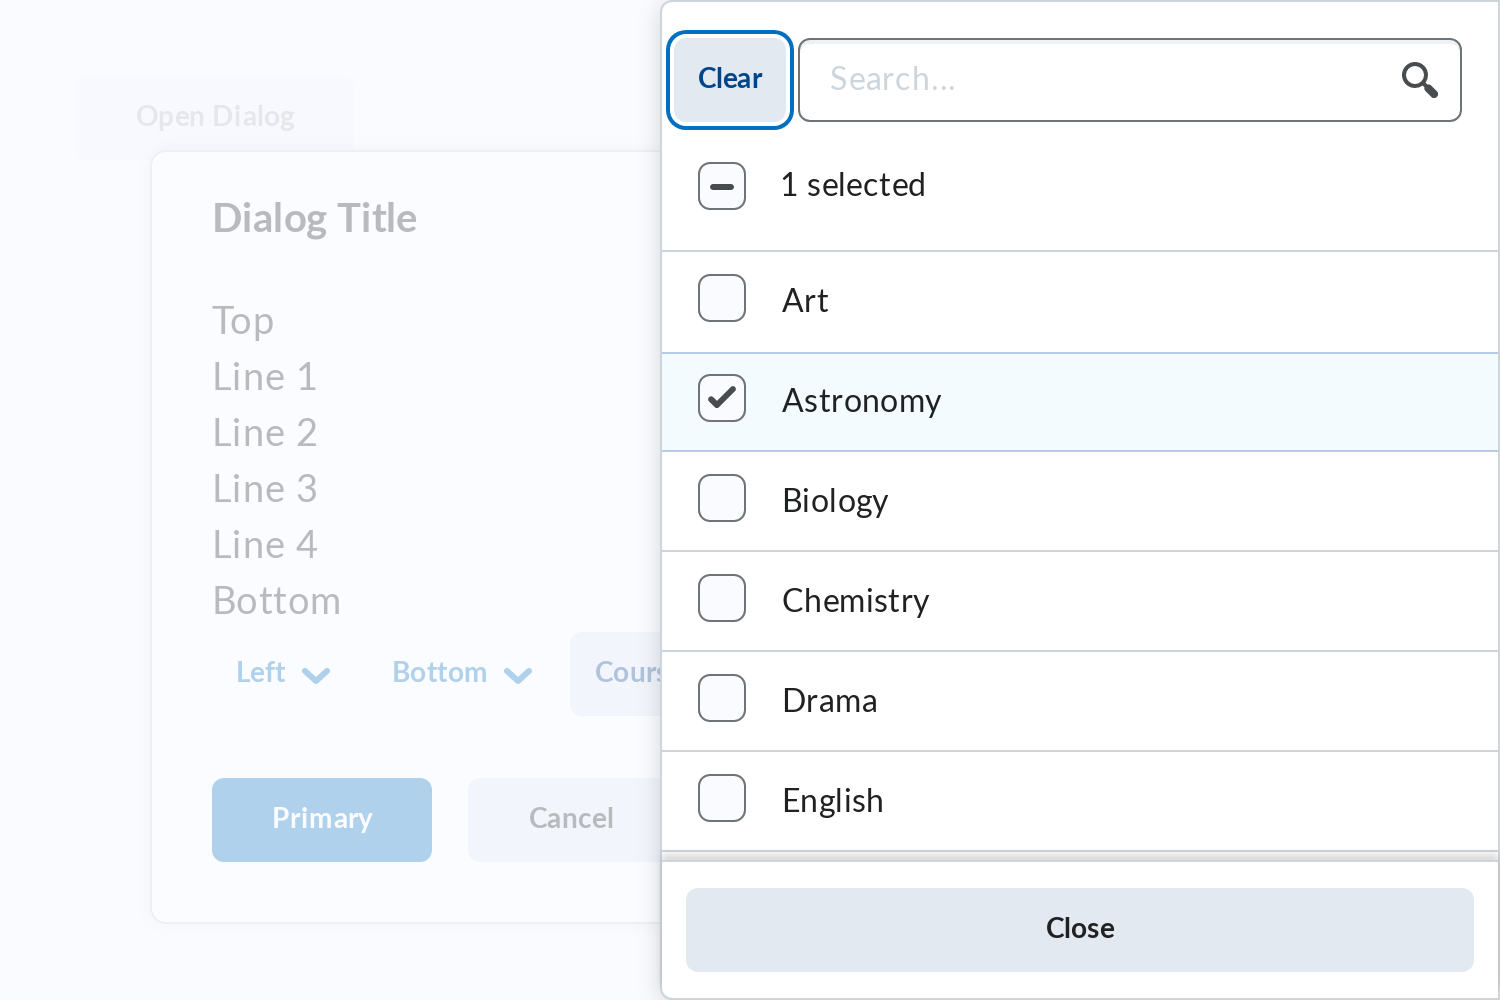 Open Dialog
Dialog Title
Top
Line 1
Line 2
Line 3
Line 4
Bottom
Left
Bottom
Primary
Cancel
Clear
Search...
1 selected
Art
Astronomy
Biology
Chemistry
Drama
English
Close